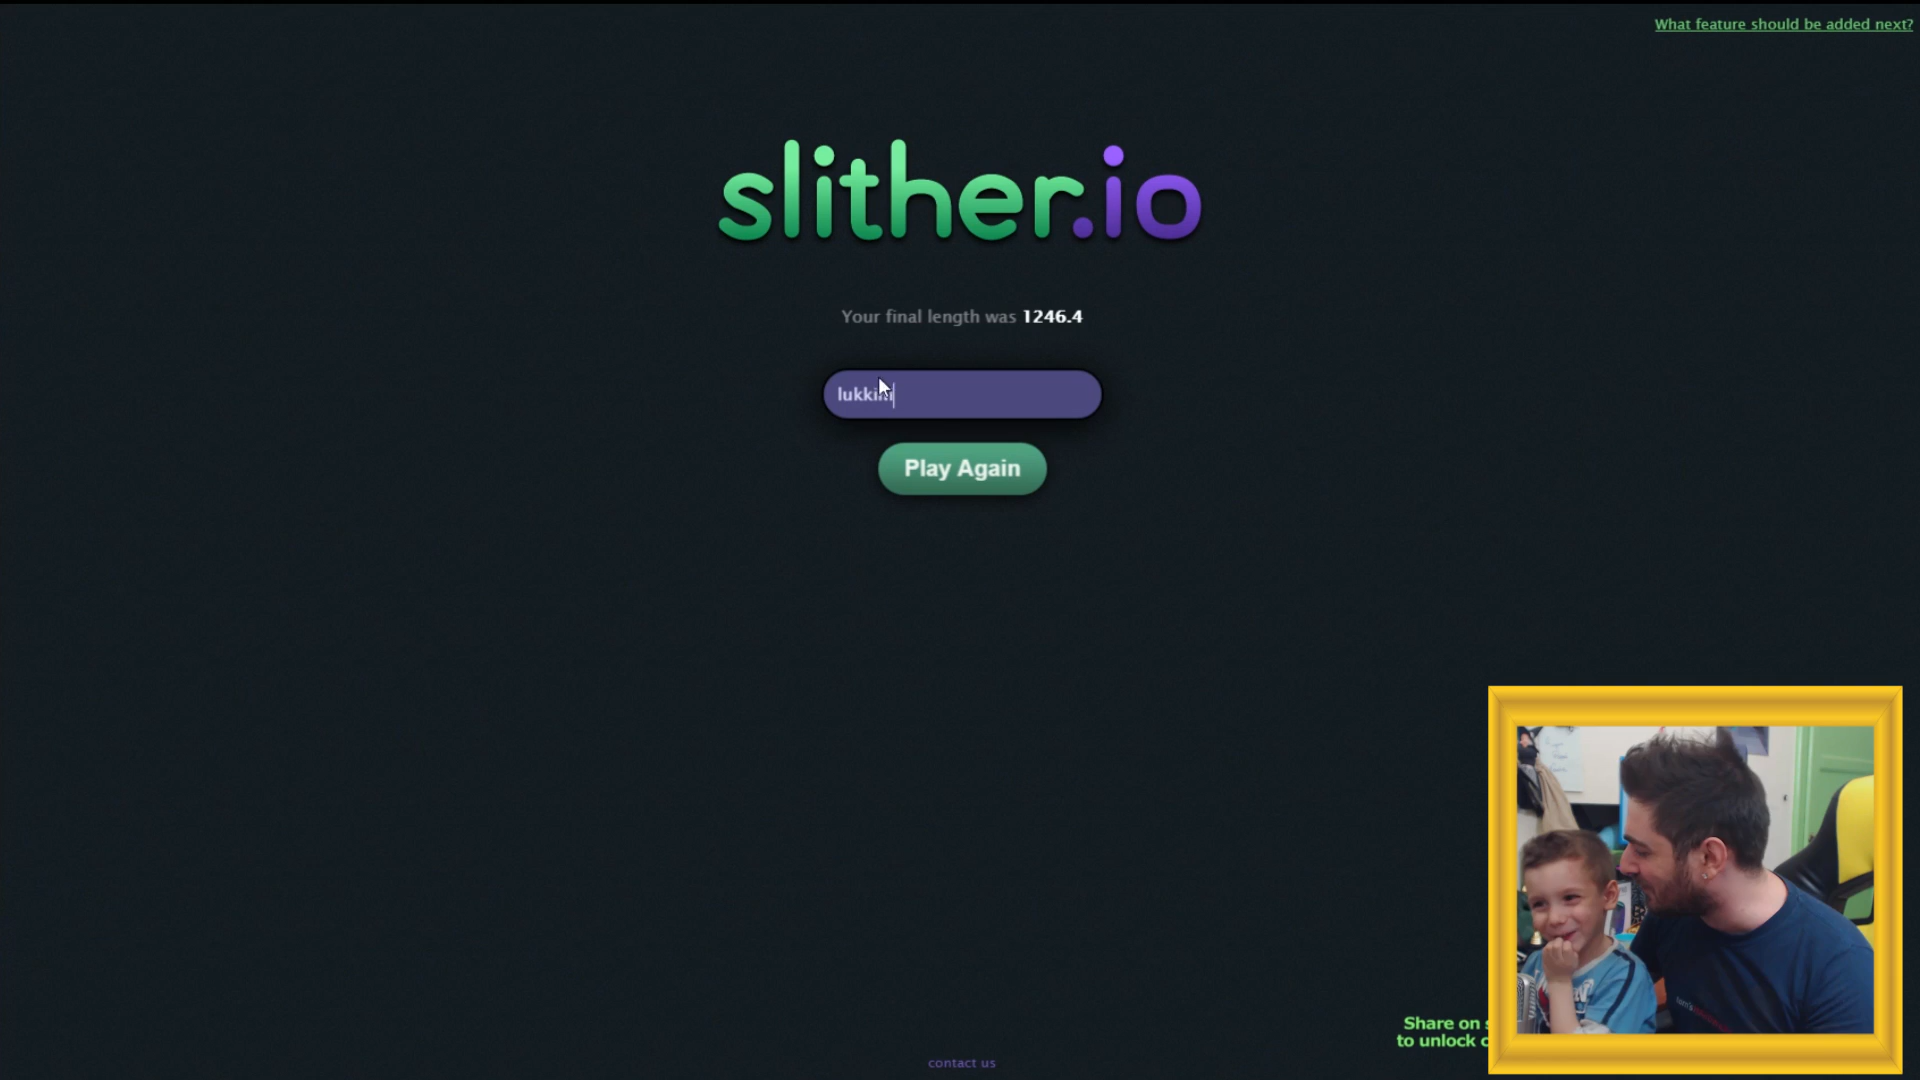 What feature should be added next?
slither.io
Your final length was 1246.4
Play Again
Share on
to unlock
contact us